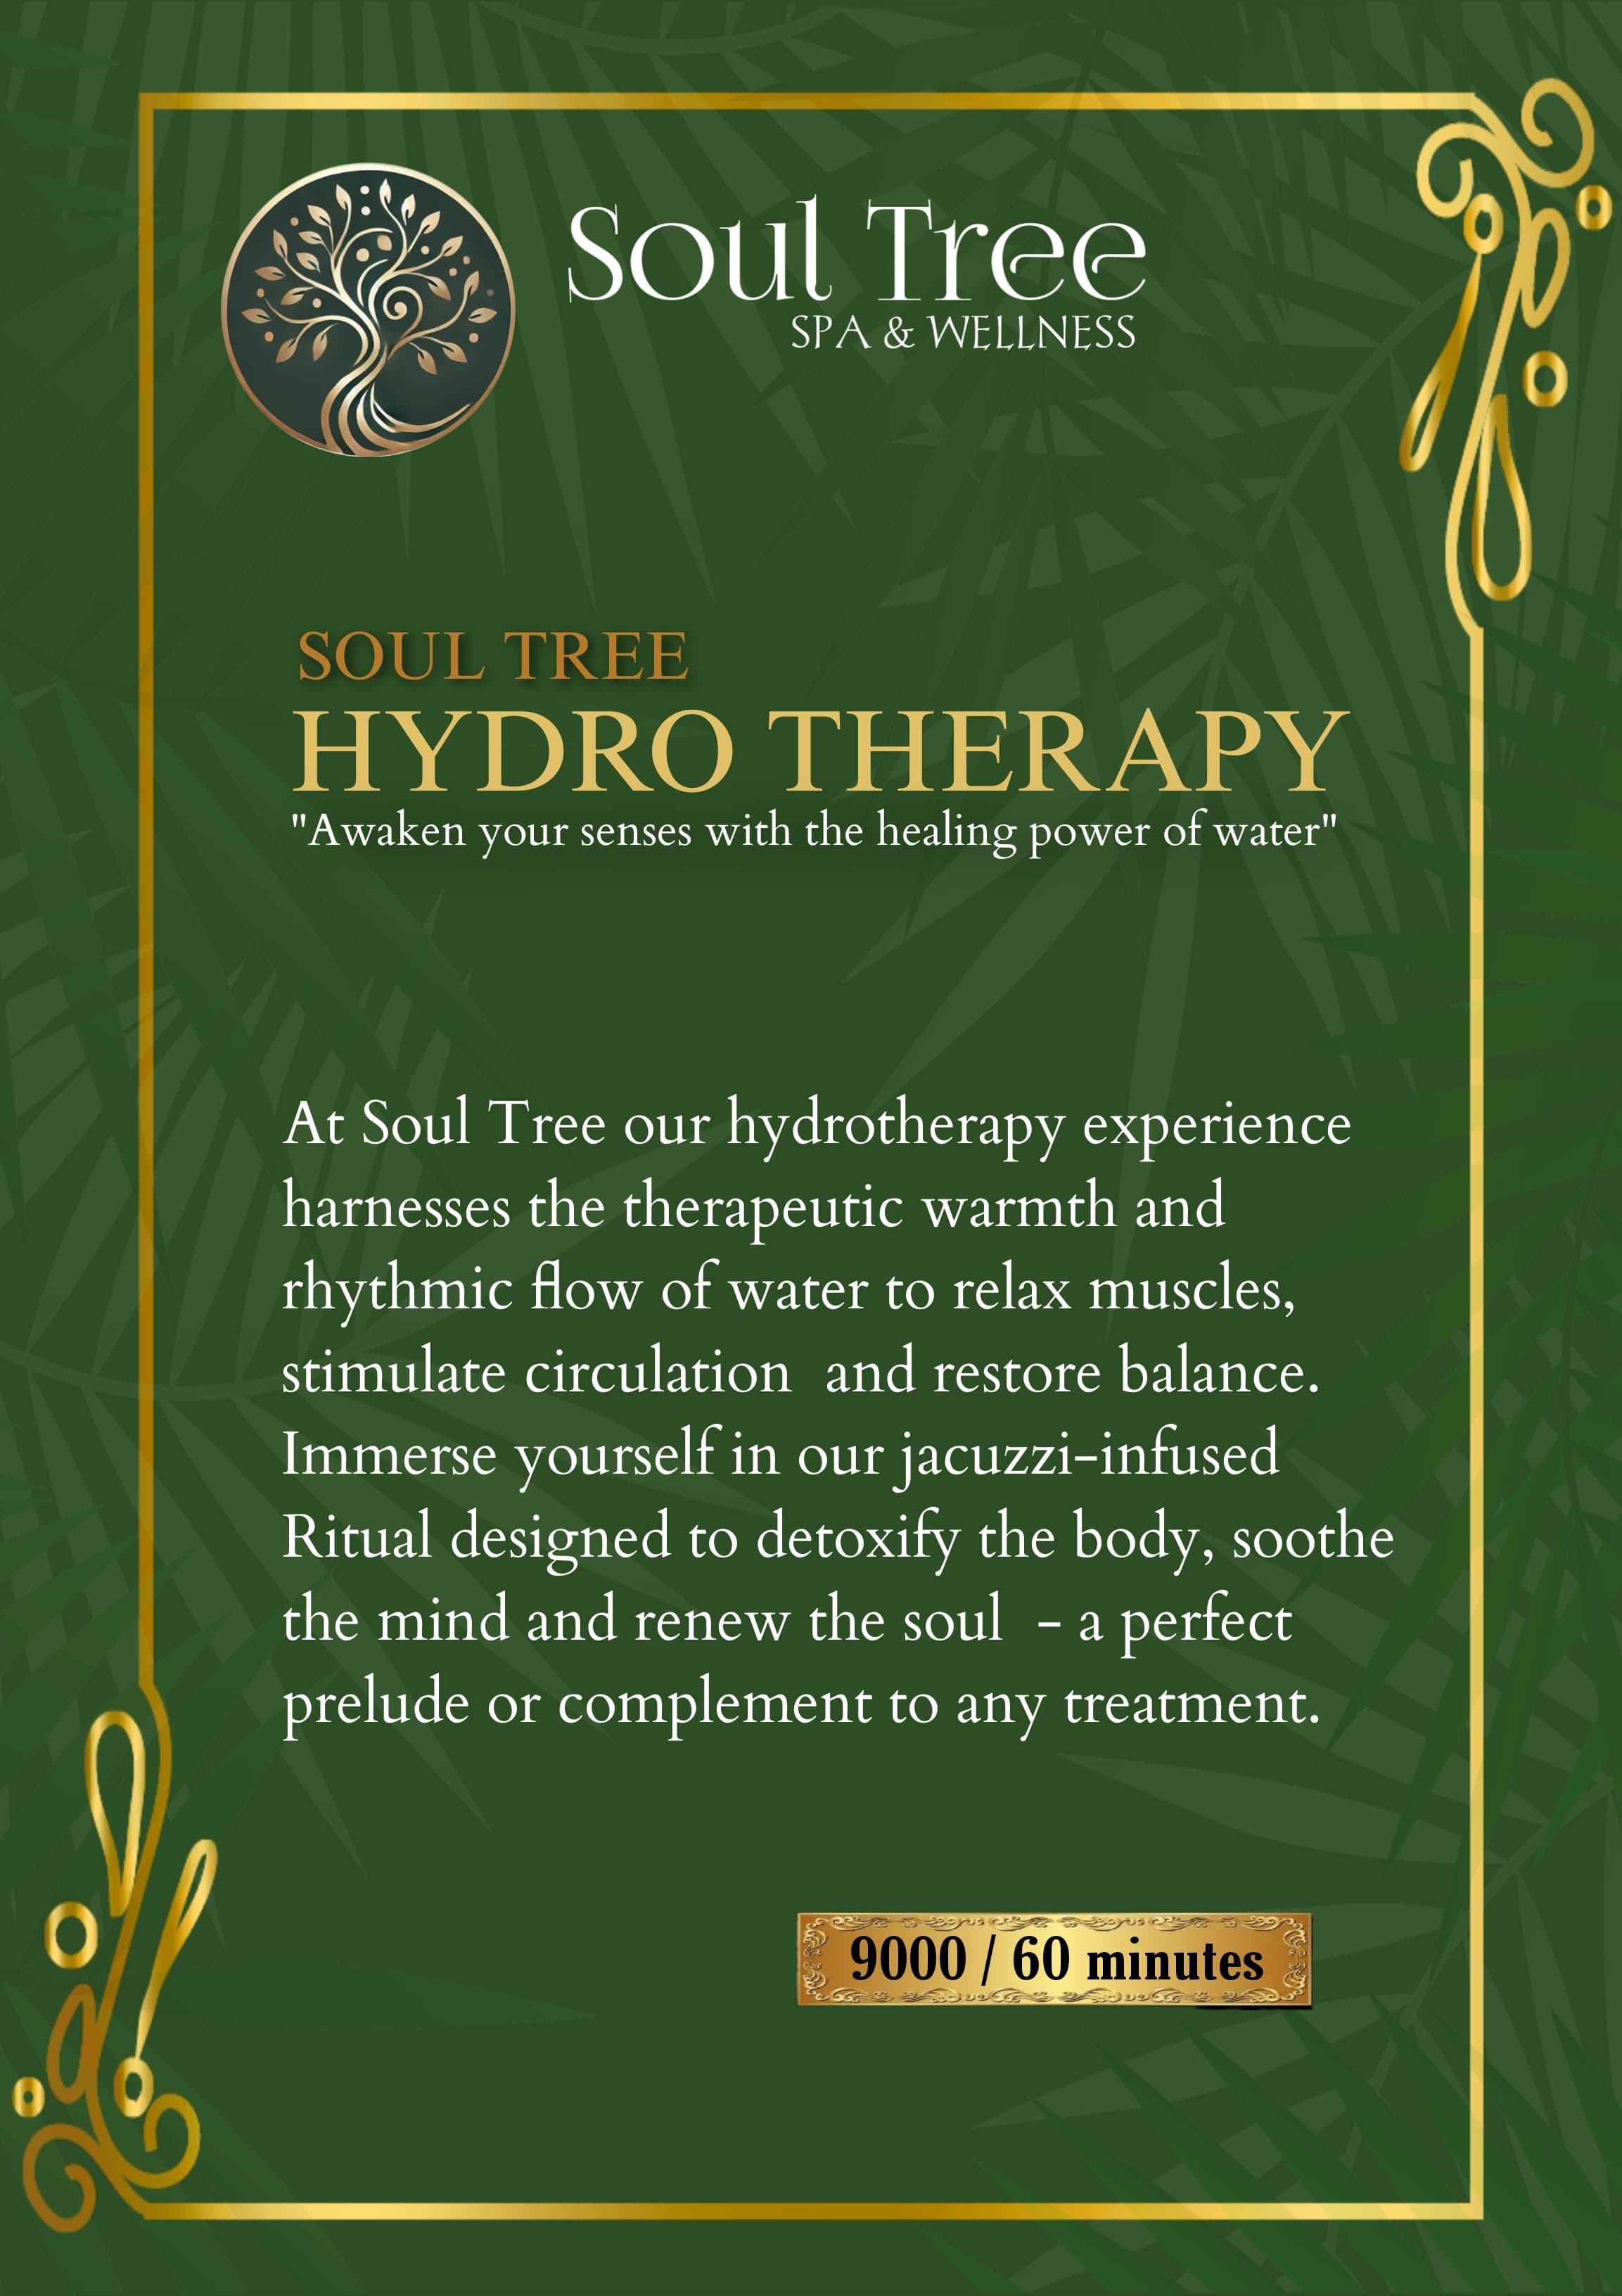 Soul Tree
SPA & WELLNESS
SOUL TREE
HYDRO THERAPY
"Awaken your senses with the healing power of water"
At Soul Tree our hydrotherapy experience
harnesses the therapeutic warmth and
rhythmic flow of water to relax muscles,
stimulate circulation  and restore balance.
Immerse yourself in our jacuzzi-infused
Ritual designed to detoxify the body, soothe
the mind and renew the soul  - a perfect
prelude or complement to any treatment.
9000 / 60 minutes